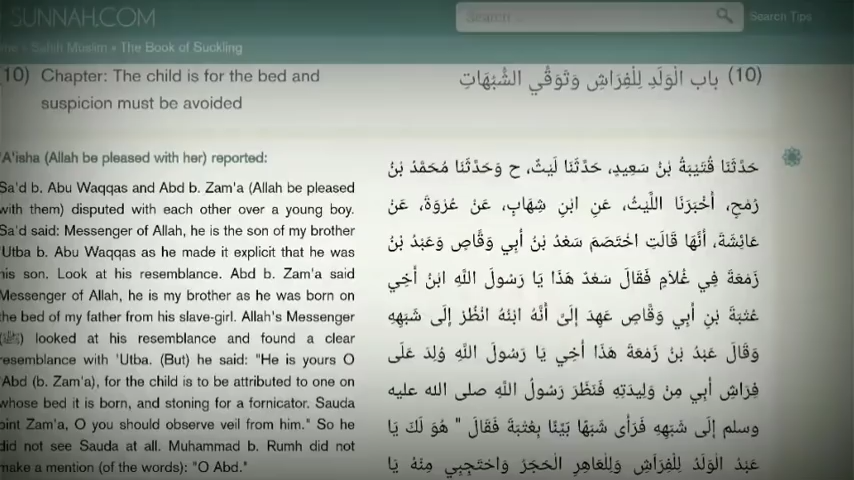 SUNNAH.COM
Search ...
Search Tips
» Sahih Muslim » The Book of Suckling
(10) Chapter: The child is for the bed and
suspicion must be avoided
(10) باب الْوَلَدِ لِلْفِرَاشِ وَتَوَقِّي الشُّبُهَاتِ
'A'isha (Allah be pleased with her) reported:
Sa'd b. Abu Waqqas and Abd b. Zam'a (Allah be pleased
with them) disputed with each other over a young boy.
Sa'd said: Messenger of Allah, he is the son of my brother
'Utba b. Abu Waqqas as he made it explicit that he was
his son. Look at his resemblance. Abd b. Zam'a said
Messenger of Allah, he is my brother as he was born on
the bed of my father from his slave-girl. Allah's Messenger
(ﷺ) looked at his resemblance and found a clear
resemblance with 'Utba. (But) he said: "He is yours O
'Abd (b. Zam'a), for the child is to be attributed to one on
whose bed it is born, and stoning for a fornicator. Sauda
bint Zam'a, O you should observe veil from him." So he
did not see Sauda at all. Muhammad b. Rumh did not
make a mention (of the words): "O Abd."
حَدَّثَنَا قُتَيْبَةُ بْنُ سَعِيدٍ، حَدَّثَنَا لَيْثٌ، ح وَحَدَّثَنَا مُحَمَّدُ بْنُ
رُمْحٍ، أَخْبَرَنَا اللَّيْثُ، عَنِ ابْنِ شِهَابٍ، عَنْ عُرْوَةَ، عَنْ
عَائِشَةَ، أَنَّهَا قَالَتِ اخْتَصَمَ سَعْدُ بْنُ أَبِي وَقَّاصٍ وَعَبْدُ بْنُ
زَمْعَةَ فِي غُلاَمٍ فَقَالَ سَعْدٌ هَذَا يَا رَسُولَ اللَّهِ ابْنُ أَخِي
عُتْبَةَ بْنِ أَبِي وَقَّاصٍ عَهِدَ إِلَىَّ أَنَّهُ ابْنُهُ انْظُرْ إِلَى شَبَهِهِ
وَقَالَ عَبْدُ بْنُ زَمْعَةَ هَذَا أَخِي يَا رَسُولَ اللَّهِ وُلِدَ عَلَى
فِرَاشِ أَبِي مِنْ وَلِيدَتِهِ فَنَظَرَ رَسُولُ اللَّهِ صلى الله عليه
وسلم إِلَى شَبَهِهِ فَرَأَى شَبَهًا بَيِّنًا بِعُتْبَةَ فَقَالَ ‏"‏ هُوَ لَكَ يَا
عَبْدُ الْوَلَدُ لِلْفِرَاشِ وَلِلْعَاهِرِ الْحَجَرُ وَاحْتَجِبِي مِنْهُ يَا